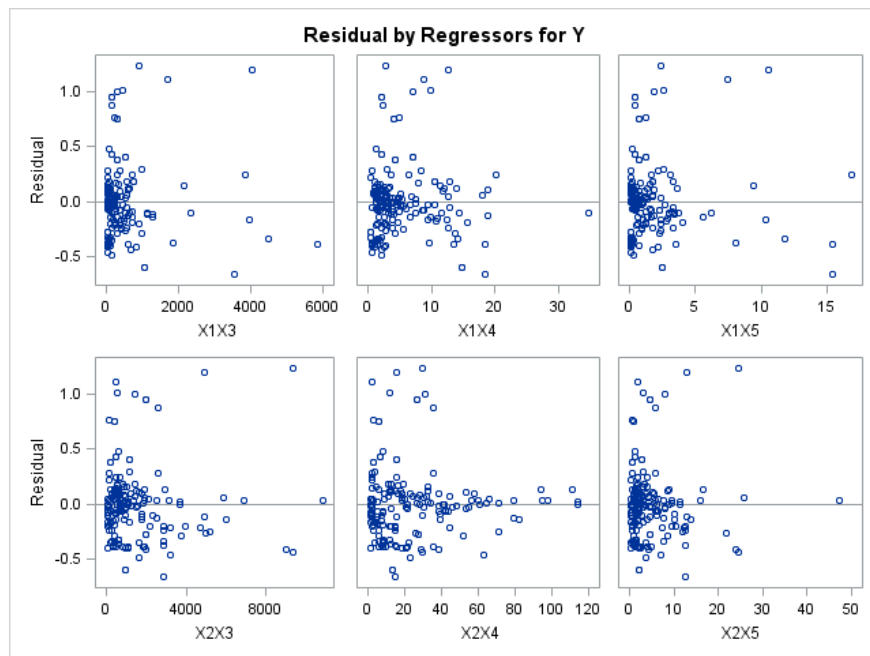 Residual by Regressors for Y
Residual
1.0
0.5
0.0
-0.5
0 2000 4000 6000
0 10 20 30
0 5 10 15
X1X3
X1X4
X1X5
Residual
1.0
0.5
0.0
-0.5
0 4000 8000
0 20 40 60 80 100 120
0 10 20 30 40 50
X2X3
X2X4
X2X5